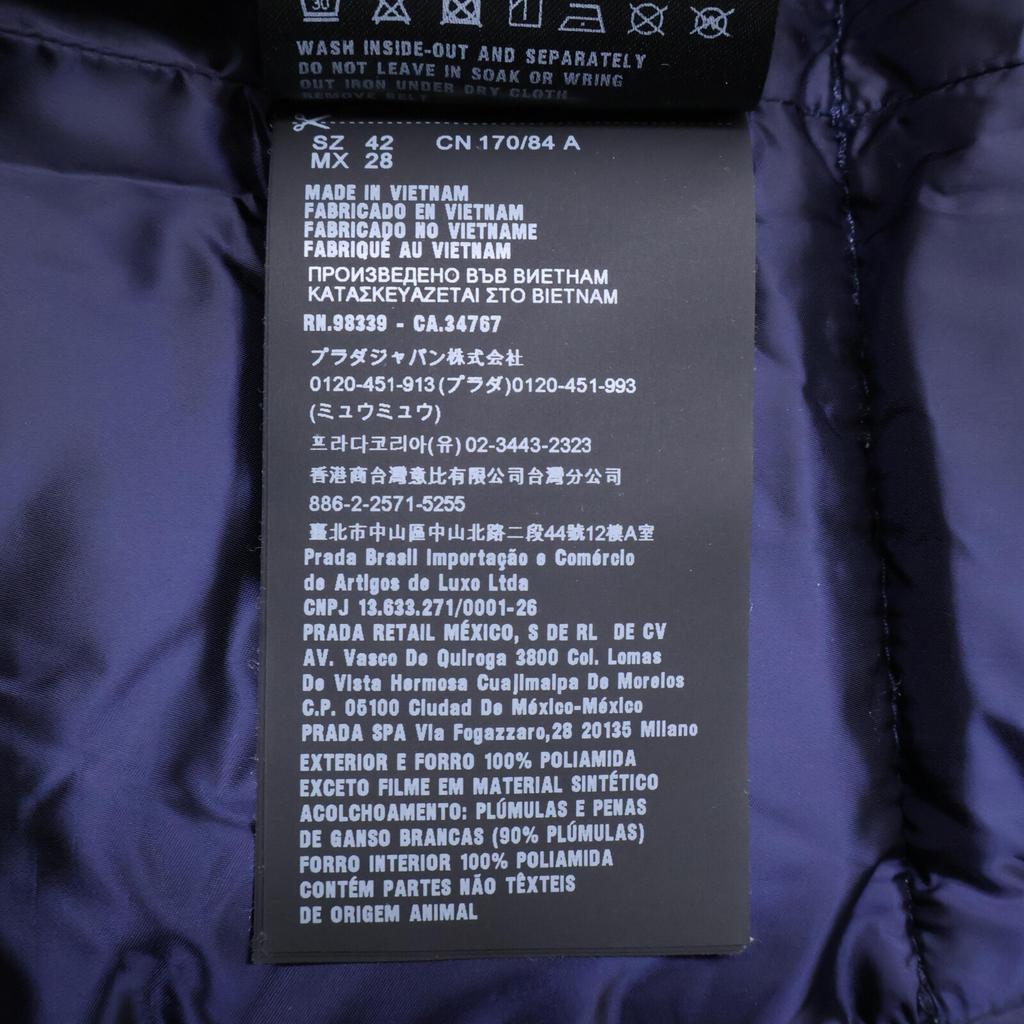 30
WASH INSIDE-OUT AND SEPARATELY
DO NOT LEAVE IN SOAK OR WRING
OUT IRON UNDER DRY CLOTH
REMOVE BELT
SZ 42 CN 170/84 A
MX 28
MADE IN VIETNAM
FABRICADO EN VIETNAM
FABRICADO NO VIETNAME
FABRIQUÉ AU VIETNAM
ПРОИЗВЕДЕНО ВЪВ ВИЕТНАМ
ΚΑΤΑΣΚΕΥΑΖΕΤΑΙ ΣΤΟ ΒΙΕΤΝΑΜ
RN.98339 - CA.34767
プラダジャパン株式会社
0120-451-913(プラダ)0120-451-993
(ミュウミュウ)
프라다코리아(유)02-3443-2323
香港商台灣意比有限公司台灣分公司
886-2-2571-5255
臺北市中山區中山北路二段44號12樓A室
Prada Brasil Importação e Comércio
de Artigos de Luxo Ltda
CNPJ 13.633.271/0001-26
PRADA RETAIL MÉXICO, S DE RL DE CV
AV. Vasco De Quiroga 3800 Col. Lomas
De Vista Hermosa Cuajimalpa De Morelos
C.P. 05100 Ciudad De México-México
PRADA SPA Via Fogazzaro,28 20135 Milano
EXTERIOR E FORRO 100% POLIAMIDA
EXCETO FILME EM MATERIAL SINTÉTICO
ACOLCHOAMENTO: PLÚMULAS E PENAS
DE GANSO BRANCAS (90% PLÚMULAS)
FORRO INTERIOR 100% POLIAMIDA
CONTÉM PARTES NÃO TÊXTEIS
DE ORIGEM ANIMAL